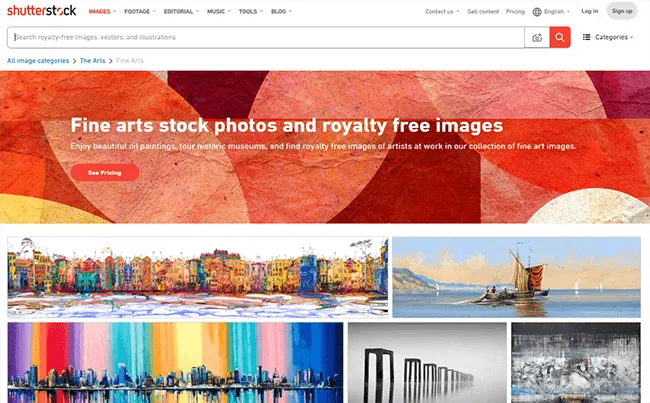 shutterstock
IMAGES FOOTAGE EDITORIAL MUSIC TOOLS BLOG Contact us Sell content Pricing English Log in Sign up
Search royalty-free images, vectors, and illustrations Categories
All image categories > The Arts > Fine Arts
Fine arts stock photos and royalty free images
Enjoy beautiful oil paintings, tour historic museums, and find royalty free images of artists at work in our collection of fine art images.
See Pricing